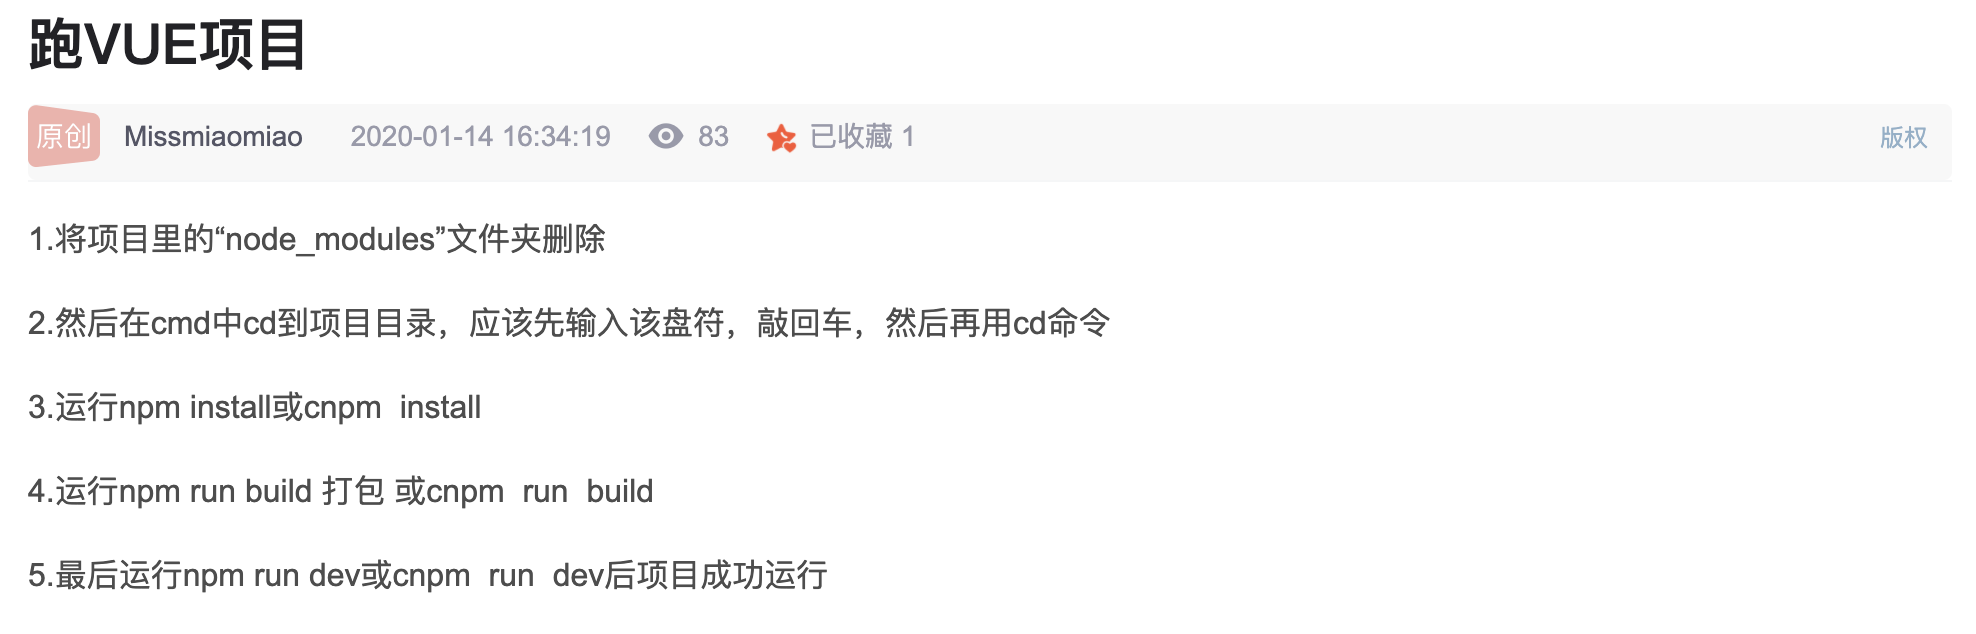 跑VUE项目
原创 Missmiaomiao 2020-01-14 16:34:19 83 已收藏 1 版权
1.将项目里的“node_modules”文件夹删除
2.然后在cmd中cd到项目目录，应该先输入该盘符，敲回车，然后再用cd命令
3.运行npm install或cnpm  install
4.运行npm run build 打包 或cnpm  run  build
5.最后运行npm run dev或cnpm  run  dev后项目成功运行